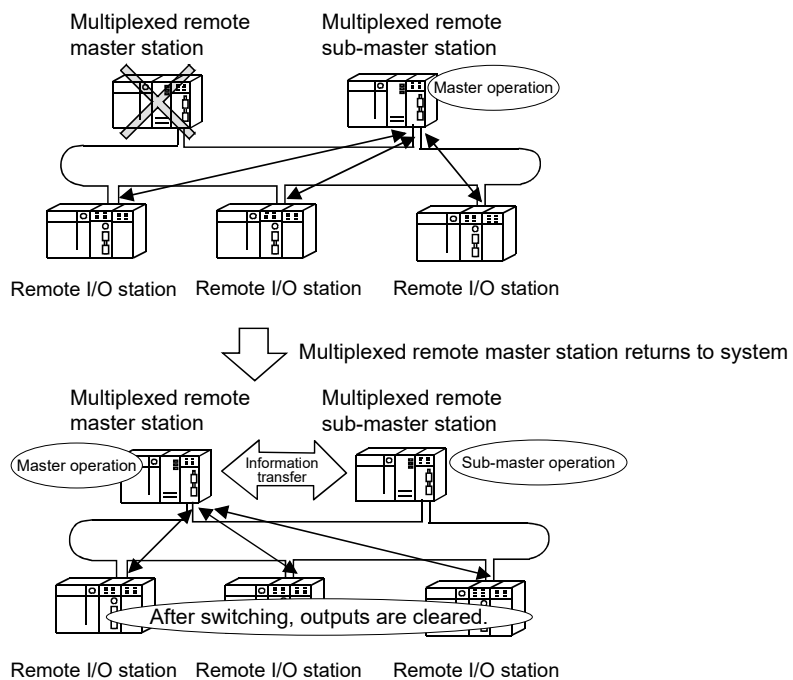 Multiplexed remote
master station
Multiplexed remote
sub-master station
Master operation
Remote I/O station
Remote I/O station
Remote I/O station
Multiplexed remote master station returns to system
Multiplexed remote
master station
Multiplexed remote
sub-master station
Master operation
Information
transfer
Sub-master operation
After switching, outputs are cleared.
Remote I/O station
Remote I/O station
Remote I/O station